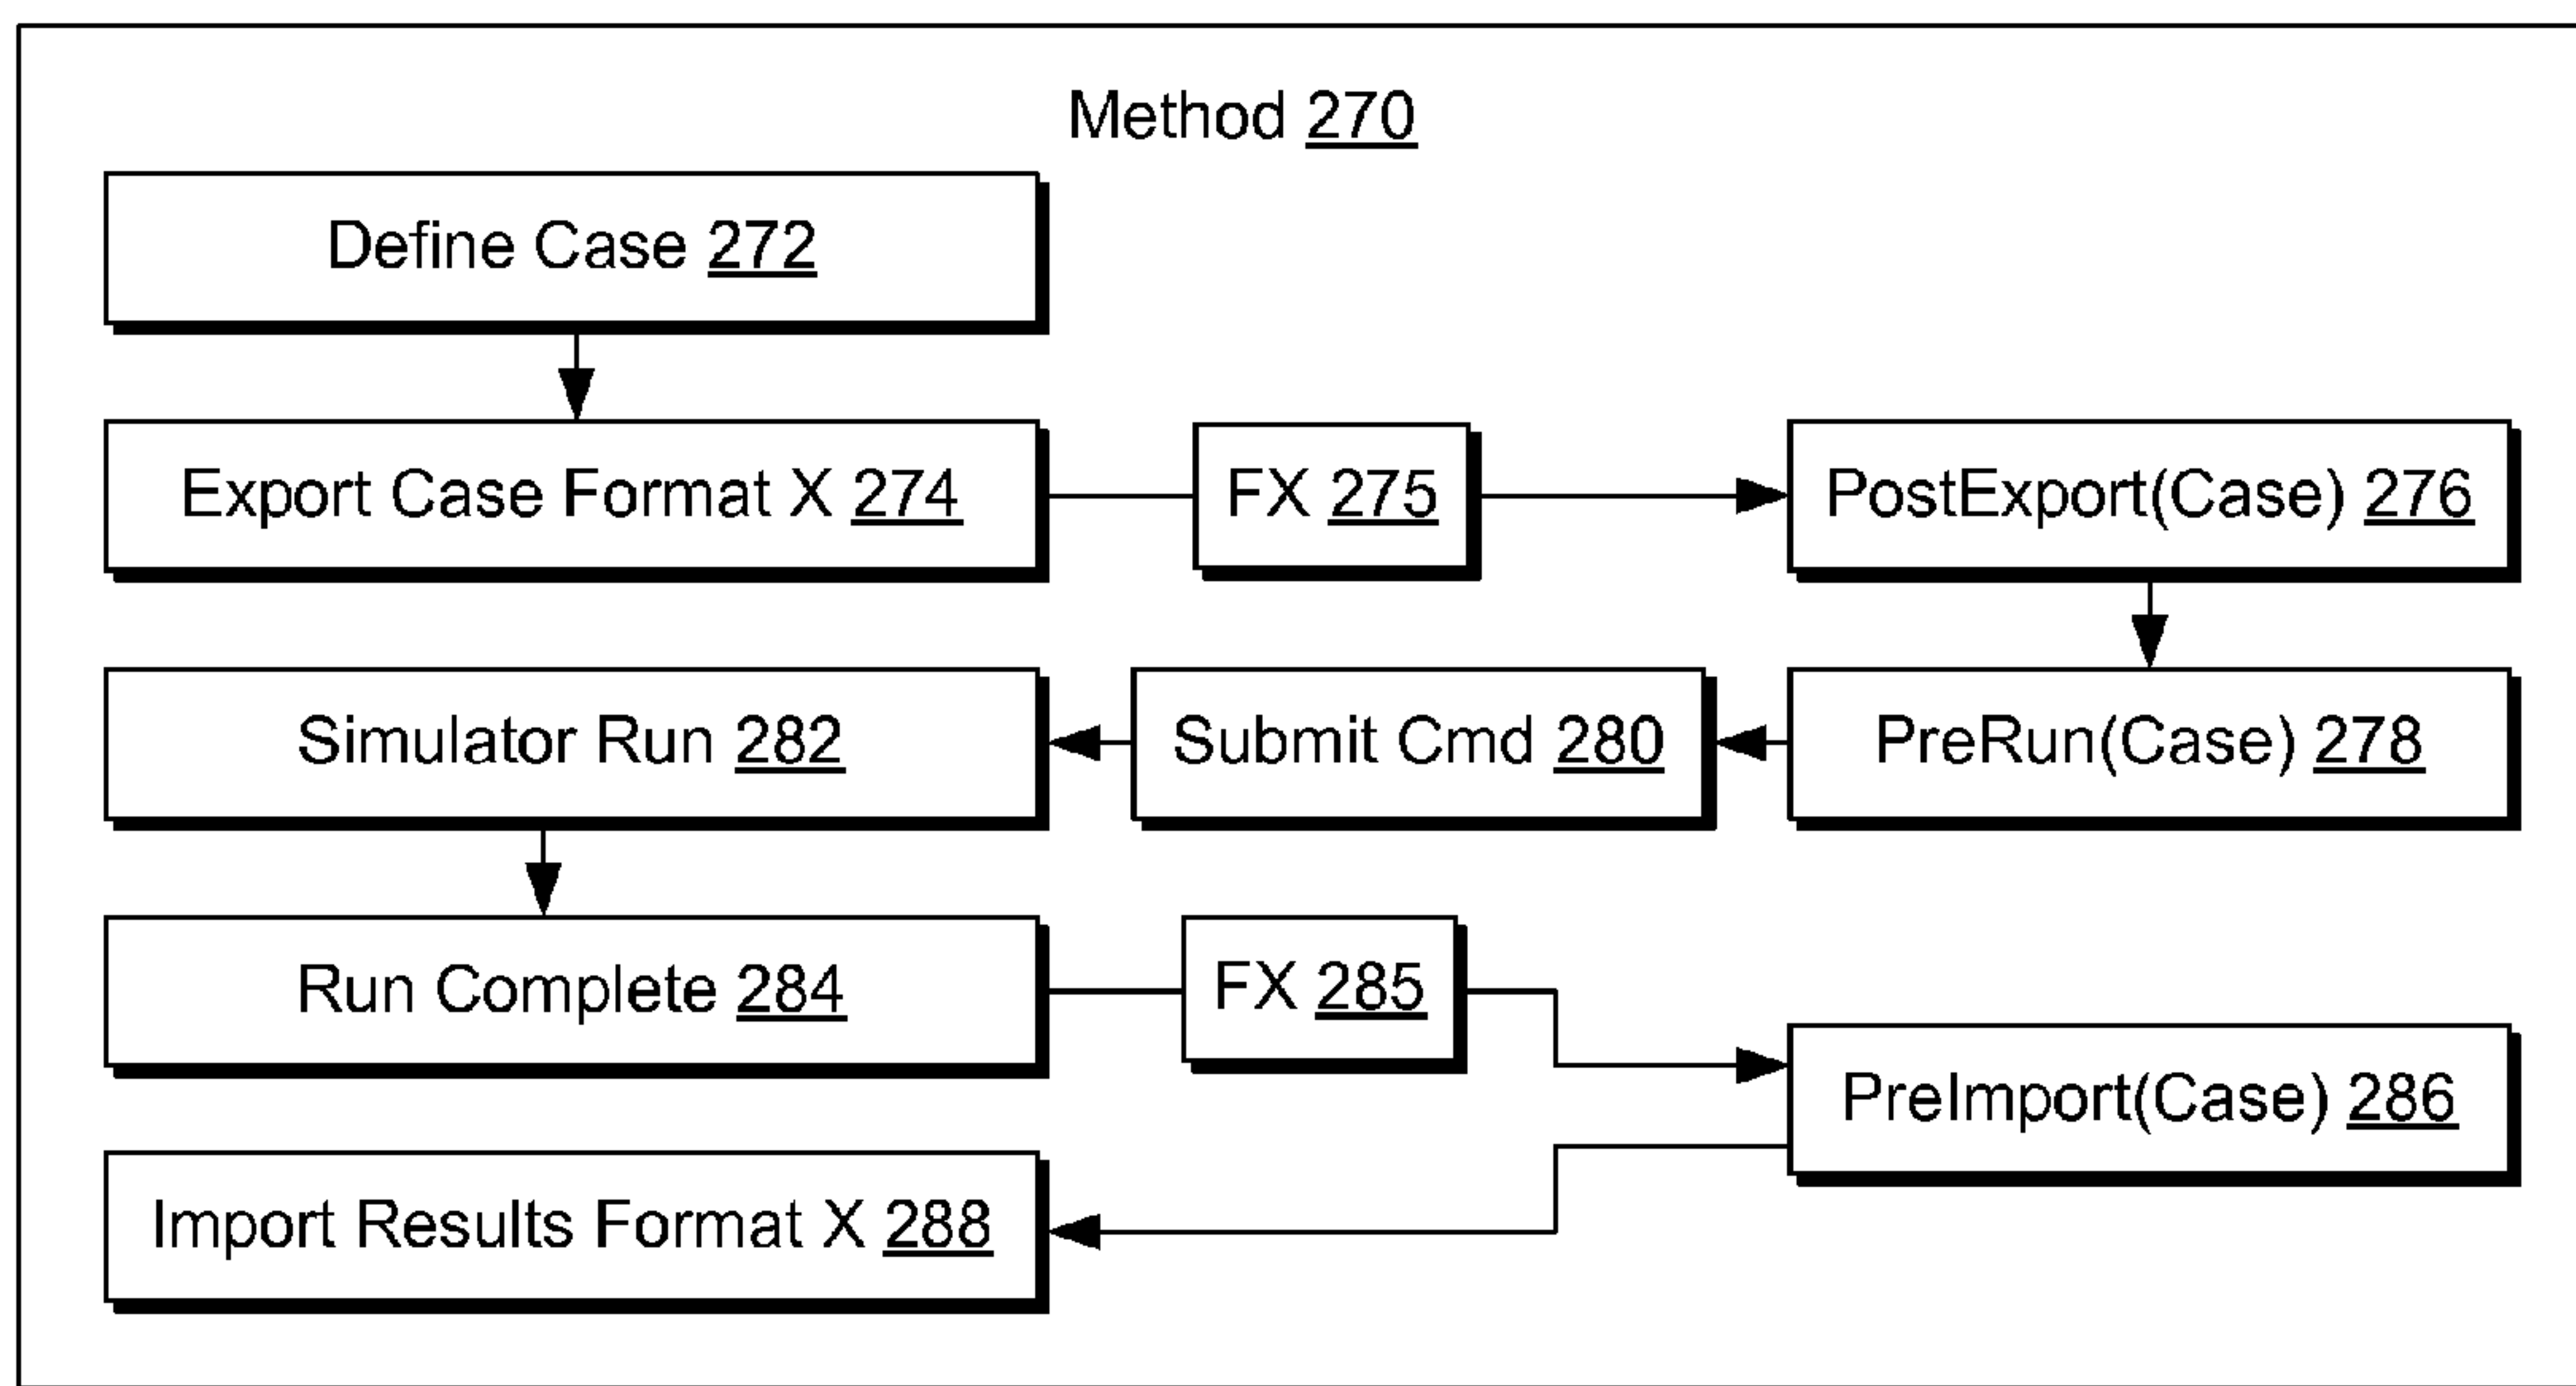 Method 270
Define Case 272
Export Case Format X 274
FX 275
PostExport(Case) 276
Simulator Run 282
Submit Cmd 280
PreRun(Case) 278
Run Complete 284
FX 285
PreImport(Case) 286
Import Results Format X 288